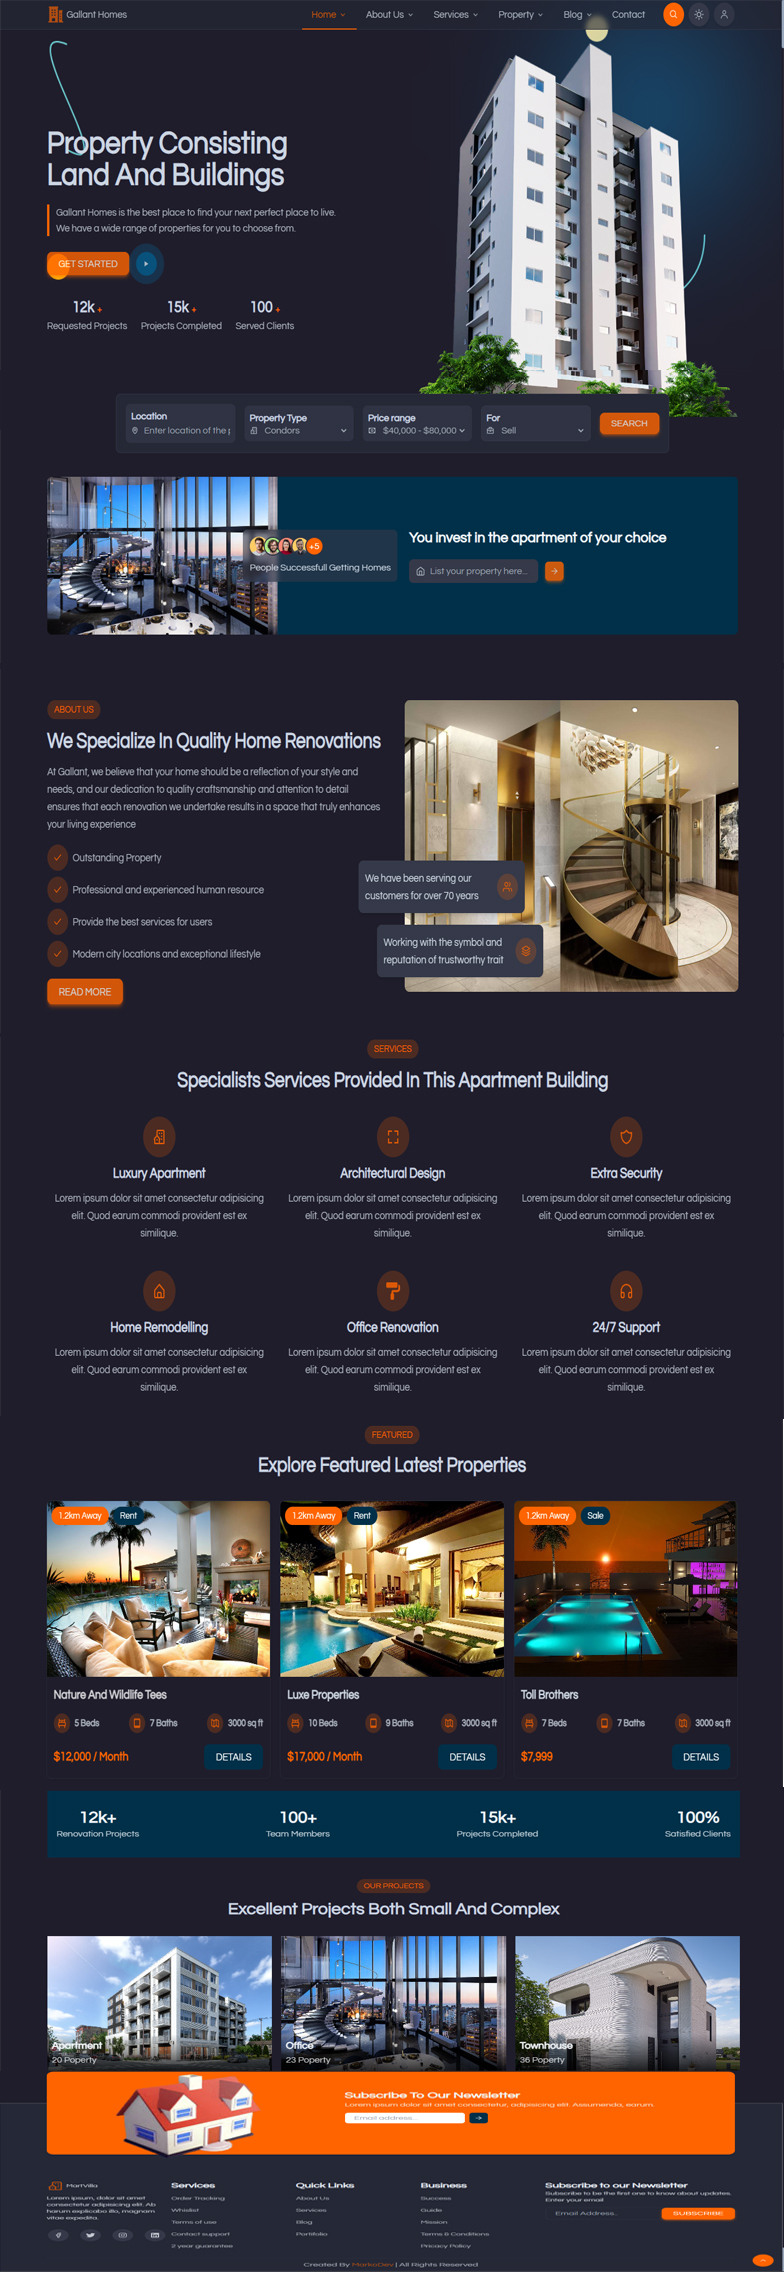 Gallant Homes
Home
About Us
Services
Property
Blog
Contact
Property Consisting
Land And Buildings
Gallant Homes is the best place to find your next perfect place to live.
We have a wide range of properties for you to choose from.
GET STARTED
12k +
15k +
100 +
Requested Projects
Projects Completed
Served Clients
Location
Enter location of the p
Property Type
Condors
Price range
$40,000 - $80,000
For
Sell
SEARCH
+5
People Successfull Getting Homes
You invest in the apartment of your choice
List your property here...
ABOUT US
We Specialize In Quality Home Renovations
At Gallant, we believe that your home should be a reflection of your style and
needs, and our dedication to quality craftsmanship and attention to detail
ensures that each renovation we undertake results in a space that truly enhances
your living experience
Outstanding Property
Professional and experienced human resource
Provide the best services for users
Modern city locations and exceptional lifestyle
READ MORE
We have been serving our
customers for over 70 years
Working with the symbol and
reputation of trustworthy trait
SERVICES
Specialists Services Provided In This Apartment Building
Luxury Apartment
Lorem ipsum dolor sit amet consectetur adipisicing
elit. Quod earum commodi provident est ex
similique.
Architectural Design
Lorem ipsum dolor sit amet consectetur adipisicing
elit. Quod earum commodi provident est ex
similique.
Extra Security
Lorem ipsum dolor sit amet consectetur adipisicing
elit. Quod earum commodi provident est ex
similique.
Home Remodelling
Lorem ipsum dolor sit amet consectetur adipisicing
elit. Quod earum commodi provident est ex
similique.
Office Renovation
Lorem ipsum dolor sit amet consectetur adipisicing
elit. Quod earum commodi provident est ex
similique.
24/7 Support
Lorem ipsum dolor sit amet consectetur adipisicing
elit. Quod earum commodi provident est ex
similique.
FEATURED
Explore Featured Latest Properties
1.2km Away
Rent
Nature And Wildlife Tees
5 Beds
7 Baths
3000 sq ft
$12,000 / Month
DETAILS
1.2km Away
Rent
Luxe Properties
10 Beds
9 Baths
3000 sq ft
$17,000 / Month
DETAILS
1.2km Away
Sale
Toll Brothers
7 Beds
7 Baths
3000 sq ft
$7,999
DETAILS
12k+
Renovation Projects
100+
Team Members
15k+
Projects Completed
100%
Satisfied Clients
OUR PROJECTS
Excellent Projects Both Small And Complex
Apartment
20 Poperty
Office
23 Poperty
Townhouse
36 Poperty
Subscribe To Our Newsletter
Lorem ipsum dolor sit amet consectetur, adipisicing elit. Assumenda, earum.
Email address...
MartVilla
Lorem ipsum, dolor sit amet
consectetur adipisicing elit. Ab
harum explicabo illo, magnam
vitae expedita.
Services
Order Tracking
Whislist
Terms of use
Contact support
2 year guarantee
Quick Links
About Us
Services
Blog
Portifolio
Business
Success
Guide
Mission
Terms & Conditions
Pricacy Policy
Subscribe to our Newsletter
Subscribe to be the first one to know about updates.
Enter your email
Email Address..
SUBSCRIBE
Created By MarkoDev | All Rights Reserved